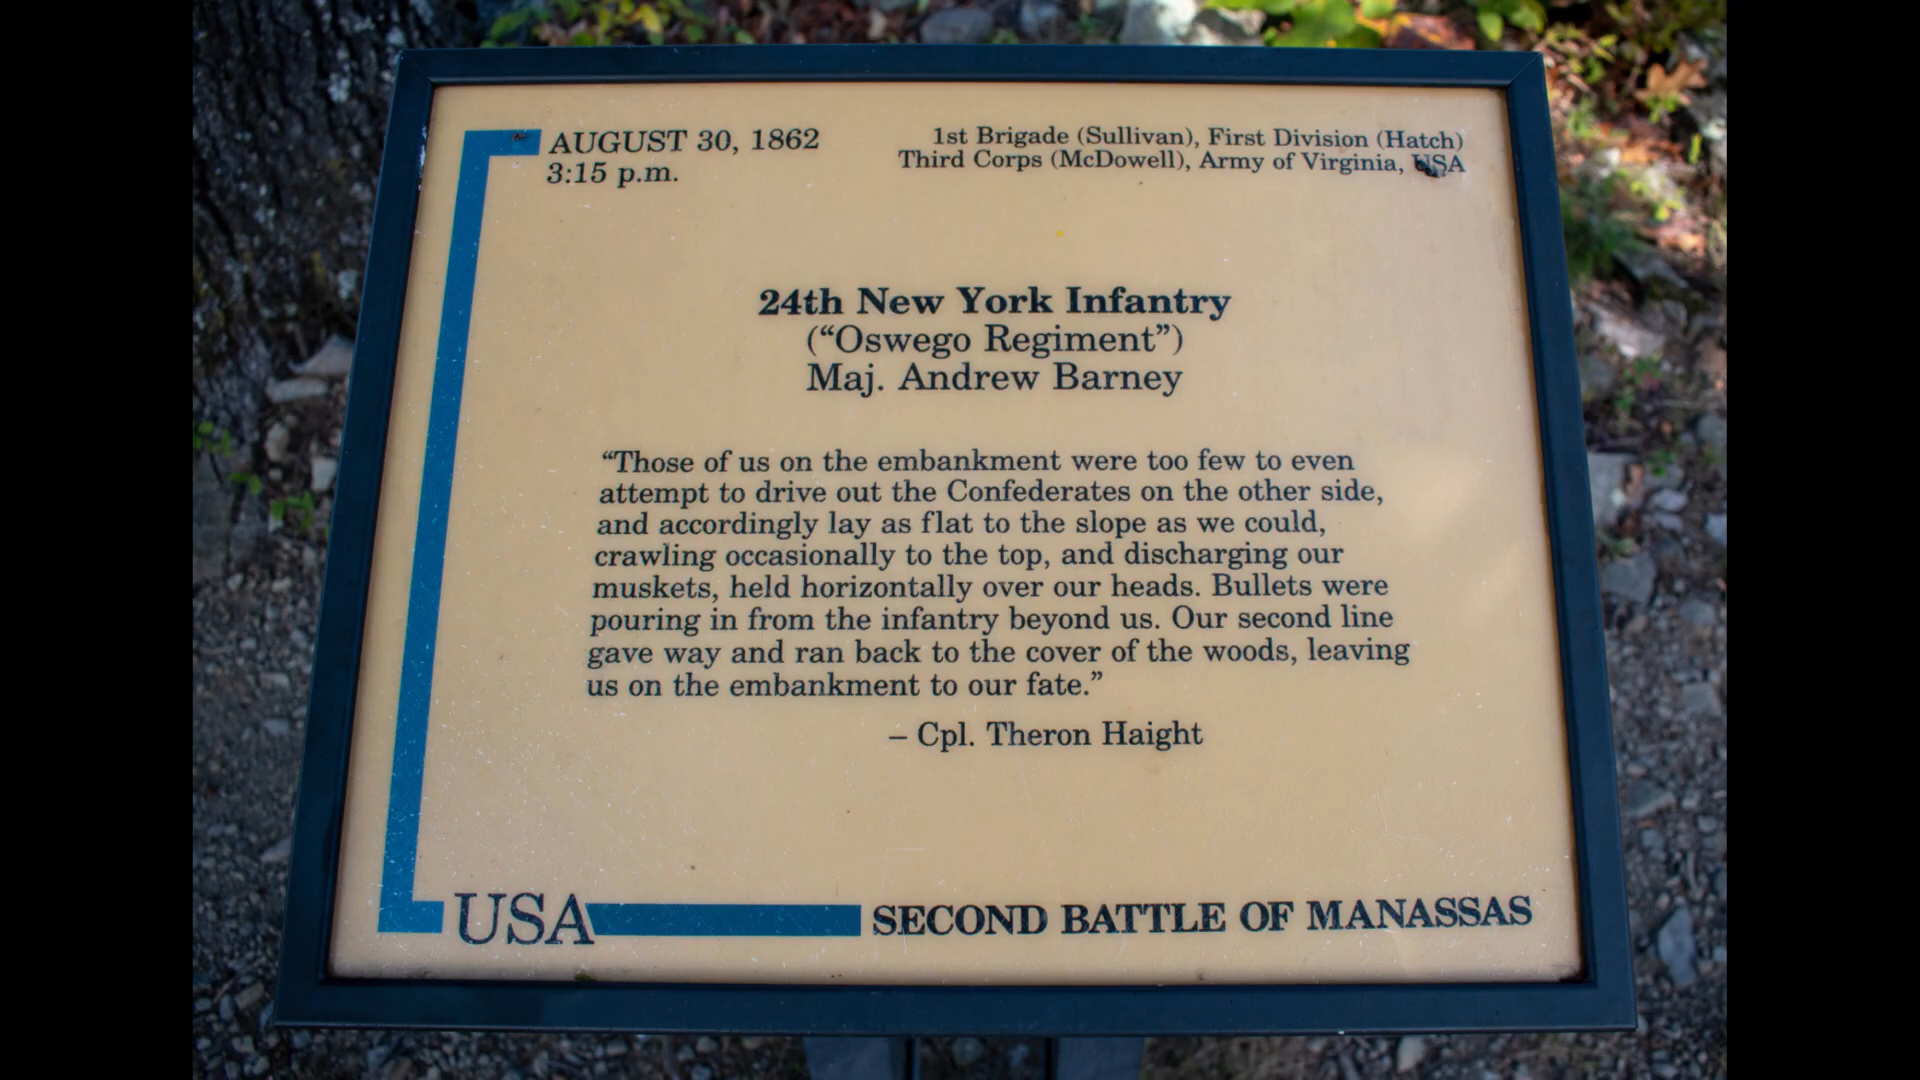 AUGUST 30, 1862
3:15 p.m.
1st Brigade (Sullivan), First Division (Hatch)
Third Corps (McDowell), Army of Virginia, USA
24th New York Infantry
(“Oswego Regiment”)
Maj. Andrew Barney
“Those of us on the embankment were too few to even
attempt to drive out the Confederates on the other side,
and accordingly lay as flat to the slope as we could,
crawling occasionally to the top, and discharging our
muskets, held horizontally over our heads. Bullets were
pouring in from the infantry beyond us. Our second line
gave way and ran back to the cover of the woods, leaving
us on the embankment to our fate.”
– Cpl. Theron Haight
USA
SECOND BATTLE OF MANASSAS